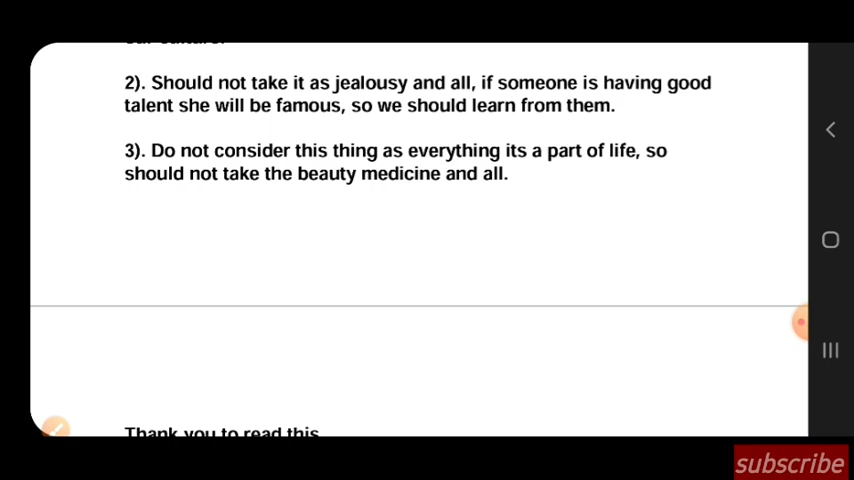 2). Should not take it as jealousy and all, if someone is having good
talent she will be famous, so we should learn from them.
3). Do not consider this thing as everything its a part of life, so
should not take the beauty medicine and all.
Thank you to read this
subscribe